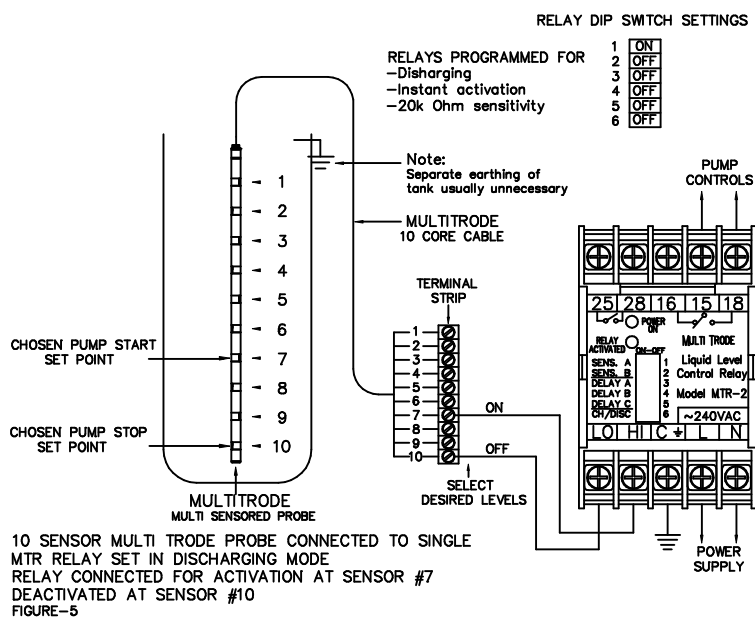 RELAY DIP SWITCH SETTINGS
RELAYS PROGRAMMED FOR
-Disharging
-Instant activation
-20k Ohm sensitivity
1 ON
2 OFF
3 OFF
4 OFF
5 OFF
6 OFF
Note:
Separate earthing of
tank usually unnecessary
MULTITRODE
10 CORE CABLE
PUMP
CONTROLS
1
2
3
4
5
6
7
8
9
10
CHOSEN PUMP START
SET POINT
CHOSEN PUMP STOP
SET POINT
MULTITRODE
MULTI SENSORED PROBE
TERMINAL
STRIP
1
2
3
4
5
6
7
8
9
10
ON
OFF
SELECT
DESIRED LEVELS
25 28 16 15 18
POWER
ON
RELAY
ACTIVATED
MULTI TRODE
ON-OFF
Liquid Level
Control Relay
Model MTR-2
SENS. A 1
SENS. B 2
DELAY A 3
DELAY B 4
DELAY C 5
CH/DISC 6
~240VAC
LO HI C L N
POWER
SUPPLY
10 SENSOR MULTI TRODE PROBE CONNECTED TO SINGLE
MTR RELAY SET IN DISCHARGING MODE
RELAY CONNECTED FOR ACTIVATION AT SENSOR #7
DEACTIVATED AT SENSOR #10
FIGURE-5